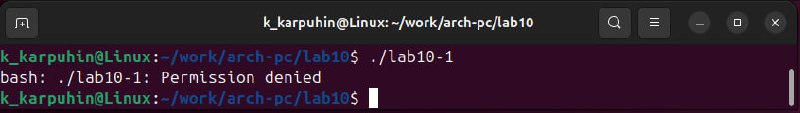 k_karpuhin@Linux: ~/work/arch-pc/lab10
k_karpuhin@Linux:~/work/arch-pc/lab10$ ./lab10-1
bash: ./lab10-1: Permission denied
k_karpuhin@Linux:~/work/arch-pc/lab10$